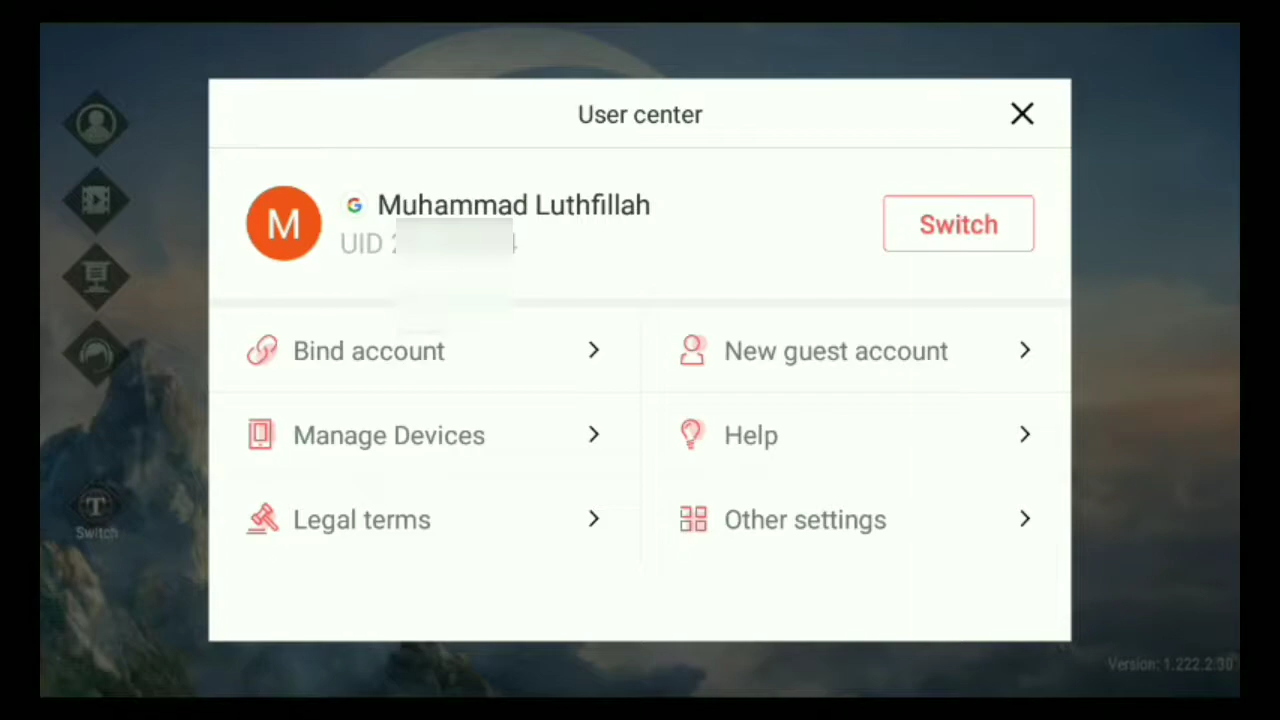 User center
M
Muhammad Luthfillah
UID
Switch
Bind account
New guest account
Manage Devices
Help
Legal terms
Other settings
T
Switch
Version: 1.222.2.30